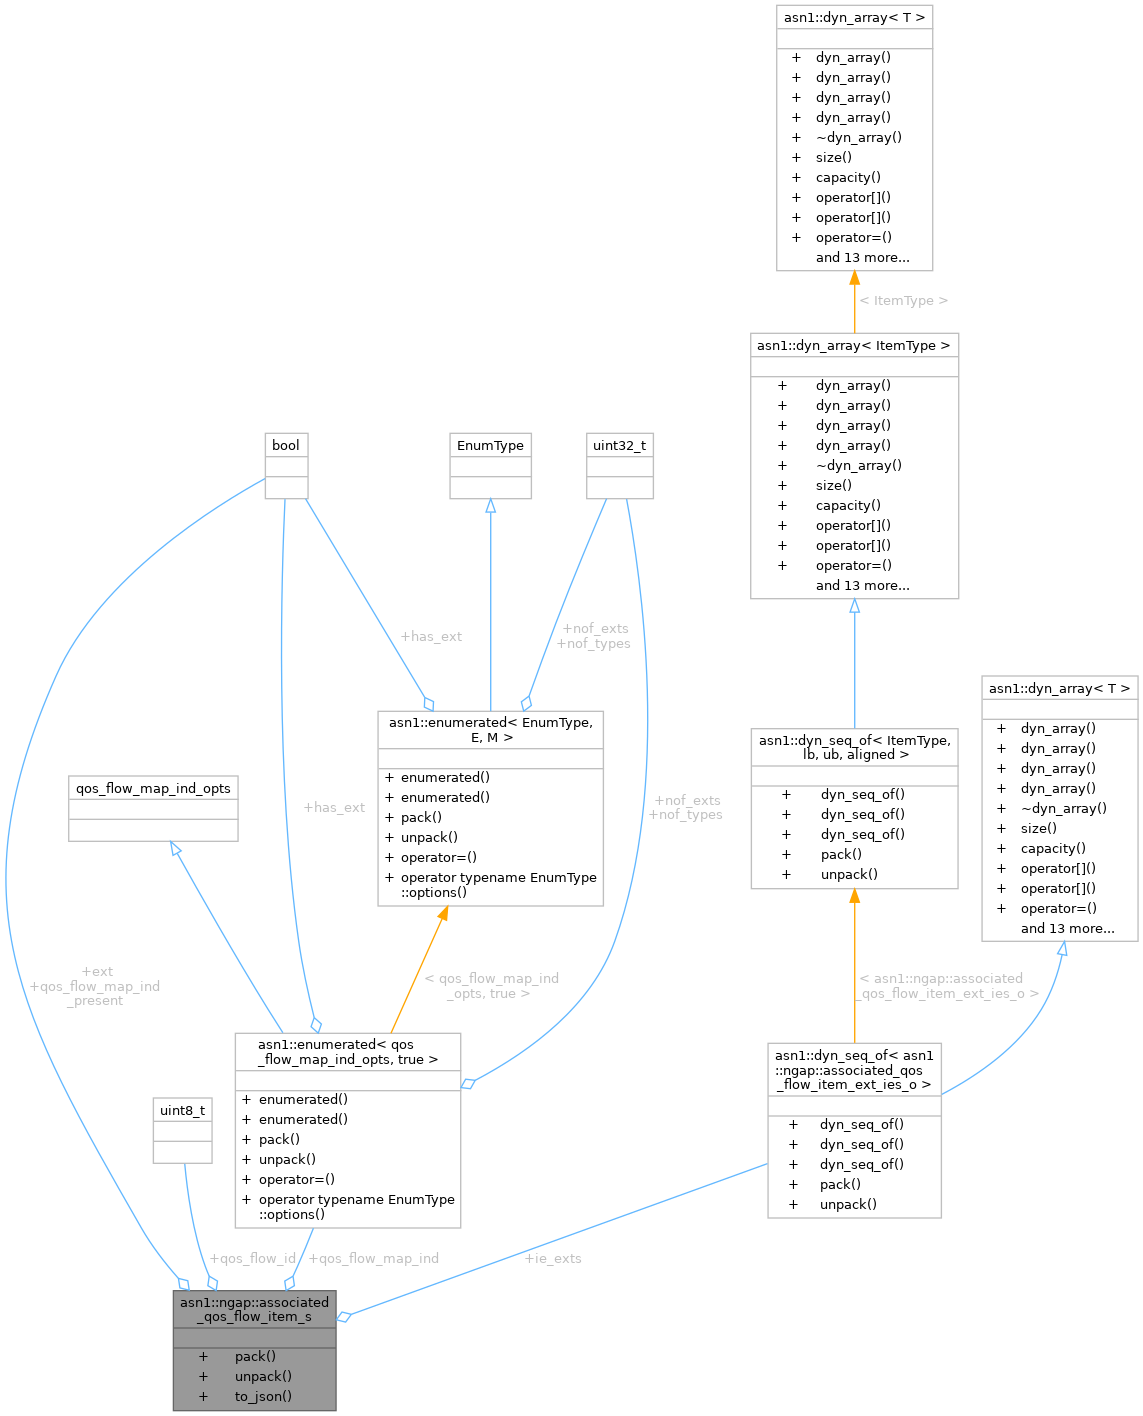 asn1::dyn_array< T >
+ dyn_array()
+ dyn_array()
+ dyn_array()
+ dyn_array()
+ ~dyn_array()
+ size()
+ capacity()
+ operator[]()
+ operator[]()
+ operator=()
and 13 more...
< ItemType >
asn1::dyn_array< ItemType >
+ dyn_array()
+ dyn_array()
+ dyn_array()
+ dyn_array()
+ ~dyn_array()
+ size()
+ capacity()
+ operator[]()
+ operator[]()
+ operator=()
and 13 more...
bool
EnumType
uint32_t
+has_ext
+nof_exts
+nof_types
asn1::dyn_array< T >
+ dyn_array()
+ dyn_array()
+ dyn_array()
+ dyn_array()
+ ~dyn_array()
+ size()
+ capacity()
+ operator[]()
+ operator[]()
+ operator=()
and 13 more...
asn1::enumerated< EnumType,
E, M >
+ enumerated()
+ enumerated()
+ pack()
+ unpack()
+ operator=()
+ operator typename EnumType
::options()
asn1::dyn_seq_of< ItemType,
lb, ub, aligned >
+ dyn_seq_of()
+ dyn_seq_of()
+ dyn_seq_of()
+ pack()
+ unpack()
qos_flow_map_ind_opts
+has_ext
+nof_exts
+nof_types
+ext
+qos_flow_map_ind
_present
< qos_flow_map_ind
_opts, true >
< asn1::ngap::associated
_qos_flow_item_ext_ies_o >
asn1::enumerated< qos
_flow_map_ind_opts, true >
+ enumerated()
+ enumerated()
+ pack()
+ unpack()
+ operator=()
+ operator typename EnumType
::options()
asn1::dyn_seq_of< asn1
::ngap::associated_qos
_flow_item_ext_ies_o >
+ dyn_seq_of()
+ dyn_seq_of()
+ dyn_seq_of()
+ pack()
+ unpack()
uint8_t
+qos_flow_id
+qos_flow_map_ind
+ie_exts
asn1::ngap::associated
_qos_flow_item_s
+ pack()
+ unpack()
+ to_json()